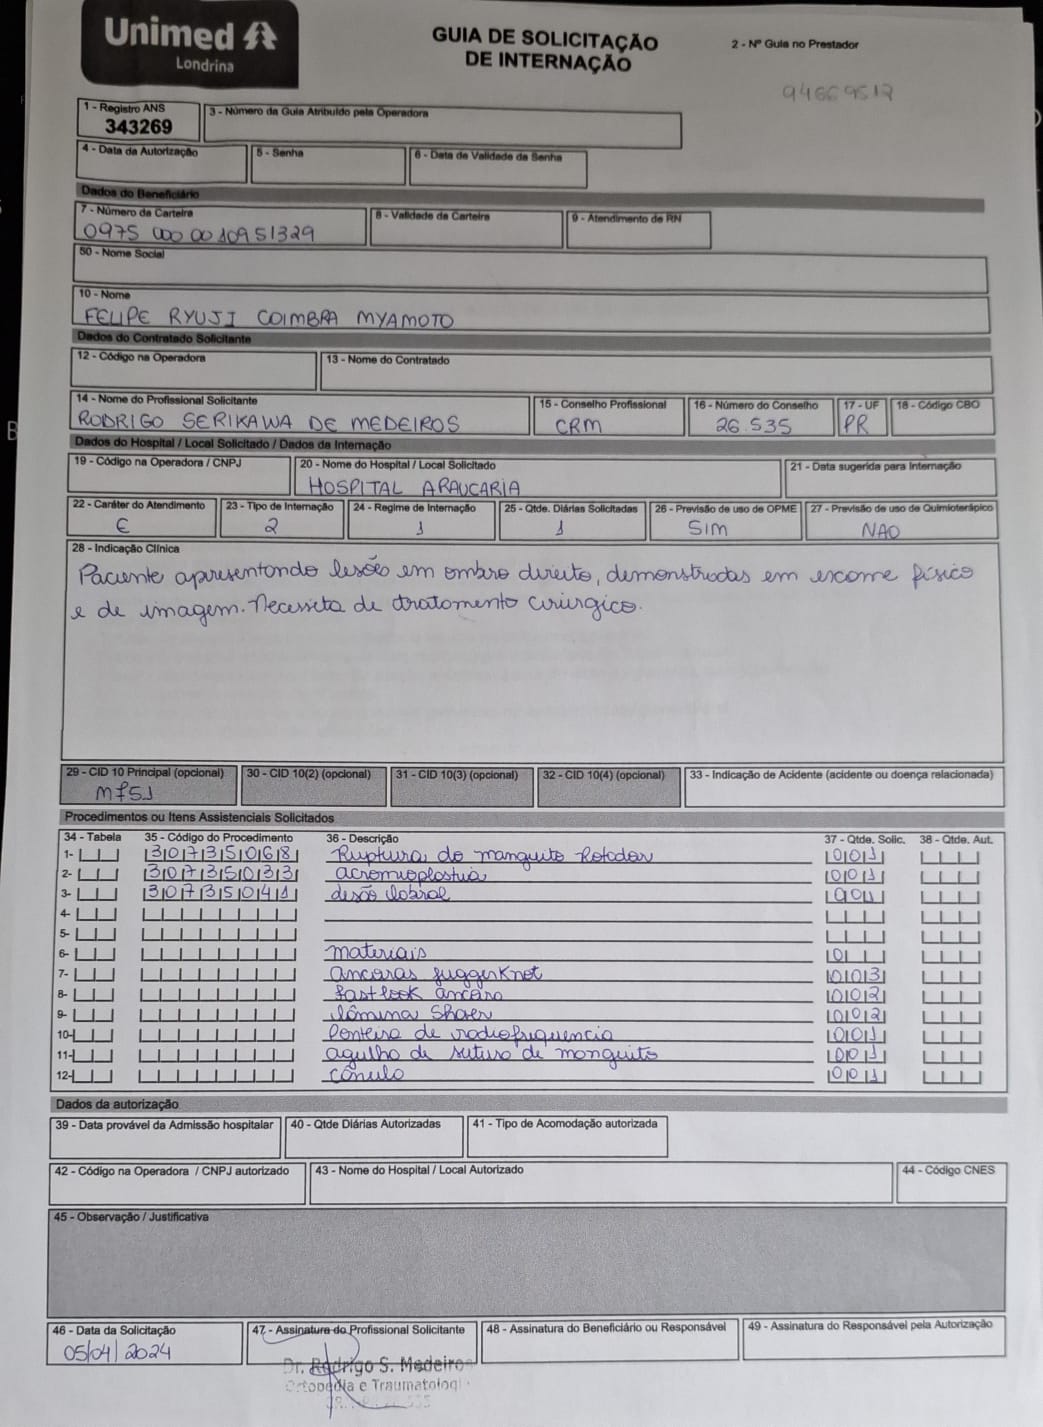 Unimed
Londrina
GUIA DE SOLICITAÇÃO
DE INTERNAÇÃO
2 - Nº Guia no Prestador
94669512
1 - Registro ANS
343269
3 - Número da Guia Atribuído pela Operadora
4 - Data da Autorização
5 - Senha
6 - Data de Validade da Senha
Dados do Beneficiário
7 - Número da Carteira
0975 000 00 10951329
8 - Validade da Carteira
9 - Atendimento de RN
50 - Nome Social
10 - Nome
FELIPE RYUJI COIMBRA MYAMOTO
Dados do Contratado Solicitante
12 - Código na Operadora
13 - Nome do Contratado
14 - Nome do Profissional Solicitante
RODRIGO SERIKAWA DE MEDEIROS
15 - Conselho Profissional
CRM
16 - Número do Conselho
26.535
17 - UF
PR
18 - Código CBO
Dados do Hospital / Local Solicitado / Dados da Internação
19 - Código na Operadora / CNPJ
20 - Nome do Hospital / Local Solicitado
HOSPITAL ARAUCARIA
21 - Data sugerida para Internação
22 - Caráter do Atendimento
E
23 - Tipo de Internação
2
24 - Regime de Internação
1
25 - Qtde. Diárias Solicitadas
1
26 - Previsão de uso de OPME
SIM
27 - Previsão de uso de Quimioterápico
NAO
28 - Indicação Clínica
Paciente apresentando lesões em ombro direito, demonstradas em exame físico
e de imagem. Necessita de tratamento cirurgico.
29 - CID 10 Principal (opcional)
M751
30 - CID 10(2) (opcional)
31 - CID 10(3) (opcional)
32 - CID 10(4) (opcional)
33 - Indicação de Acidente (acidente ou doença relacionada)
Procedimentos ou Itens Assistenciais Solicitados
34 - Tabela 35 - Código do Procedimento 36 - Descrição 37 - Qtde. Solic. 38 - Qtde. Aut.
1- 30735068 Ruptura do manguito Rotador 001
2- 30735033 acromioplastia 001
3- 30735041 lesão labral 001
4-
5-
6- materiais 0
7- ancoras juggerknot 003
8- fastlook ancora 002
9- lâmina Shaver 002
10- Ponteira de radiofrequencia 001
11- agulha de sutura de manguito 001
12- cânula 001
Dados da autorização
39 - Data provável da Admissão hospitalar
40 - Qtde Diárias Autorizadas
41 - Tipo de Acomodação autorizada
42 - Código na Operadora / CNPJ autorizado
43 - Nome do Hospital / Local Autorizado
44 - Código CNES
45 - Observação / Justificativa
46 - Data da Solicitação
05/04/2024
47 - Assinatura do Profissional Solicitante
48 - Assinatura do Beneficiário ou Responsável
49 - Assinatura do Responsável pela Autorização
Dr. Rodrigo S. Medeiros
Ortopedia e Traumatologi